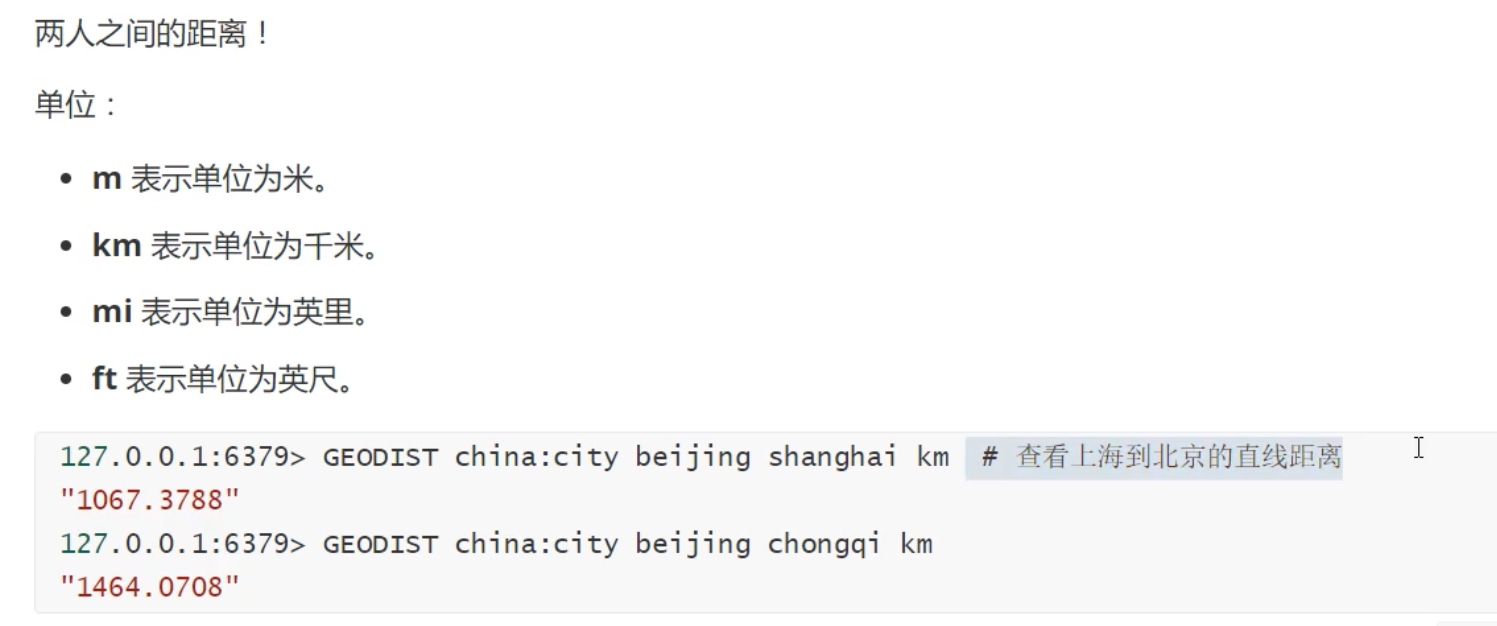 两人之间的距离！
单位：
• m 表示单位为米。
• km 表示单位为千米。
• mi 表示单位为英里。
• ft 表示单位为英尺。
127.0.0.1:6379> GEODIST china:city beijing shanghai km  # 查看上海到北京的直线距离
"1067.3788"
127.0.0.1:6379> GEODIST china:city beijing chongqi km
"1464.0708"